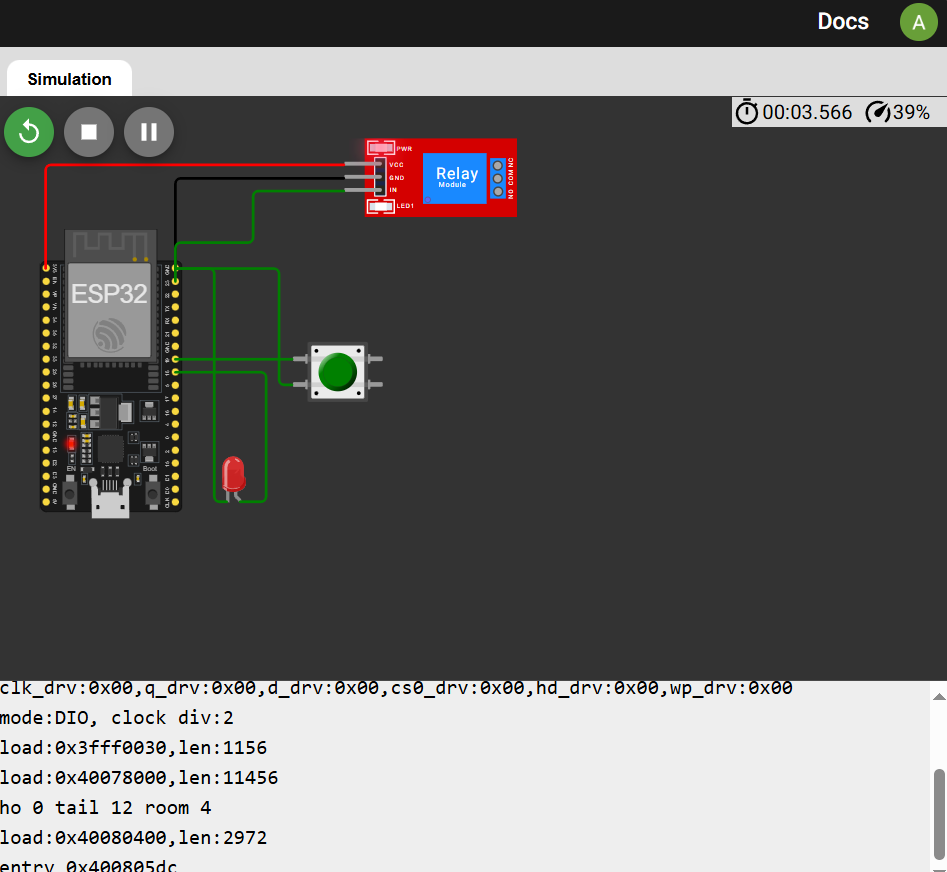 Docs
A
Simulation
00:03.566 39%
PWR
VCC
GND
IN
LED1
Relay
Module
NO COM NC
ESP32
EN
Boot
clk_drv:0x00,q_drv:0x00,d_drv:0x00,cs0_drv:0x00,hd_drv:0x00,wp_drv:0x00
mode:DIO, clock div:2
load:0x3fff0030,len:1156
load:0x40078000,len:11456
ho 0 tail 12 room 4
load:0x40080400,len:2972
entry 0x400805dc